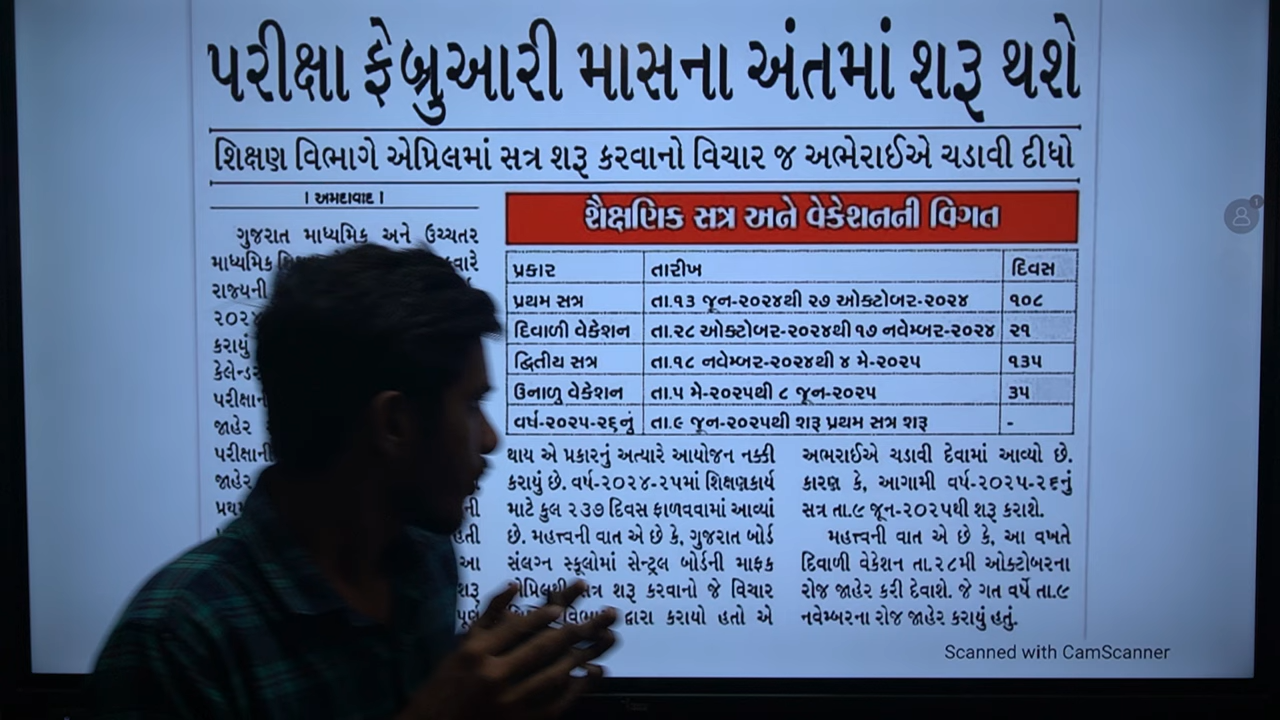 પરીક્ષા ફેબ્રુઆરી માસના અંતમાં શરૂ થશે
શિક્ષણ વિભાગે એપ્રિલમાં સત્ર શરૂ કરવાનો વિચાર જ અભેરાઈએ ચડાવી દીધો
। અમદાવાદ ।
ગુજરાત માધ્યમિક અને ઉચ્ચતર
માધ્યમિક
રાજ્યની
કરાયું
પરીક્ષાની
જાહેર
શૈક્ષણિક સત્ર અને વેકેશનની વિગત
પ્રકાર તારીખ દિવસ
પ્રથમ સત્ર તા.૧૩ જૂન-૨૦૨૪થી ૨૭ ઓક્ટોબર-૨૦૨૪ ૧૦૮
દિવાળી વેકેશન તા.૨૮ ઓક્ટોબર-૨૦૨૪થી ૧૭ નવેમ્બર-૨૦૨૪ ૨૧
દ્વિતીય સત્ર તા.૧૮ નવેમ્બર-૨૦૨૪થી ૪ મે-૨૦૨૫ ૧૩૫
ઉનાળુ વેકેશન તા.૫ મે-૨૦૨૫થી ૮ જૂન-૨૦૨૫ ૩૫
વર્ષ-૨૦૨૫-૨૬નું તા.૯ જૂન-૨૦૨૫થી શરૂ પ્રથમ સત્ર શરૂ -
થાય એ પ્રકારનું અત્યારે આયોજન નક્કી
કરાયું છે. વર્ષ-૨૦૨૪-૨૫માં શિક્ષણકાર્ય
માટે કુલ ૨૩૭ દિવસ ફાળવવામાં આવ્યાં
છે. મહત્ત્વની વાત એ છે કે, ગુજરાત બોર્ડ
સંલગ્ન સ્કૂલોમાં સેન્ટ્રલ બોર્ડની માફક
એપ્રિલથી સત્ર શરૂ કરવાનો જે વિચાર
દ્વારા કરાયો હતો એ
અભરાઈએ ચડાવી દેવામાં આવ્યો છે.
કારણ કે, આગામી વર્ષ-૨૦૨૫-૨૬નું
સત્ર તા.૯ જૂન-૨૦૨૫થી શરૂ કરાશે.
મહત્ત્વની વાત એ છે કે, આ વખતે
દિવાળી વેકેશન તા.૨૮મી ઓક્ટોબરના
રોજ જાહેર કરી દેવાશે. જે ગત વર્ષે તા.૯
નવેમ્બરના રોજ જાહેર કરાયું હતું.
Scanned with CamScanner